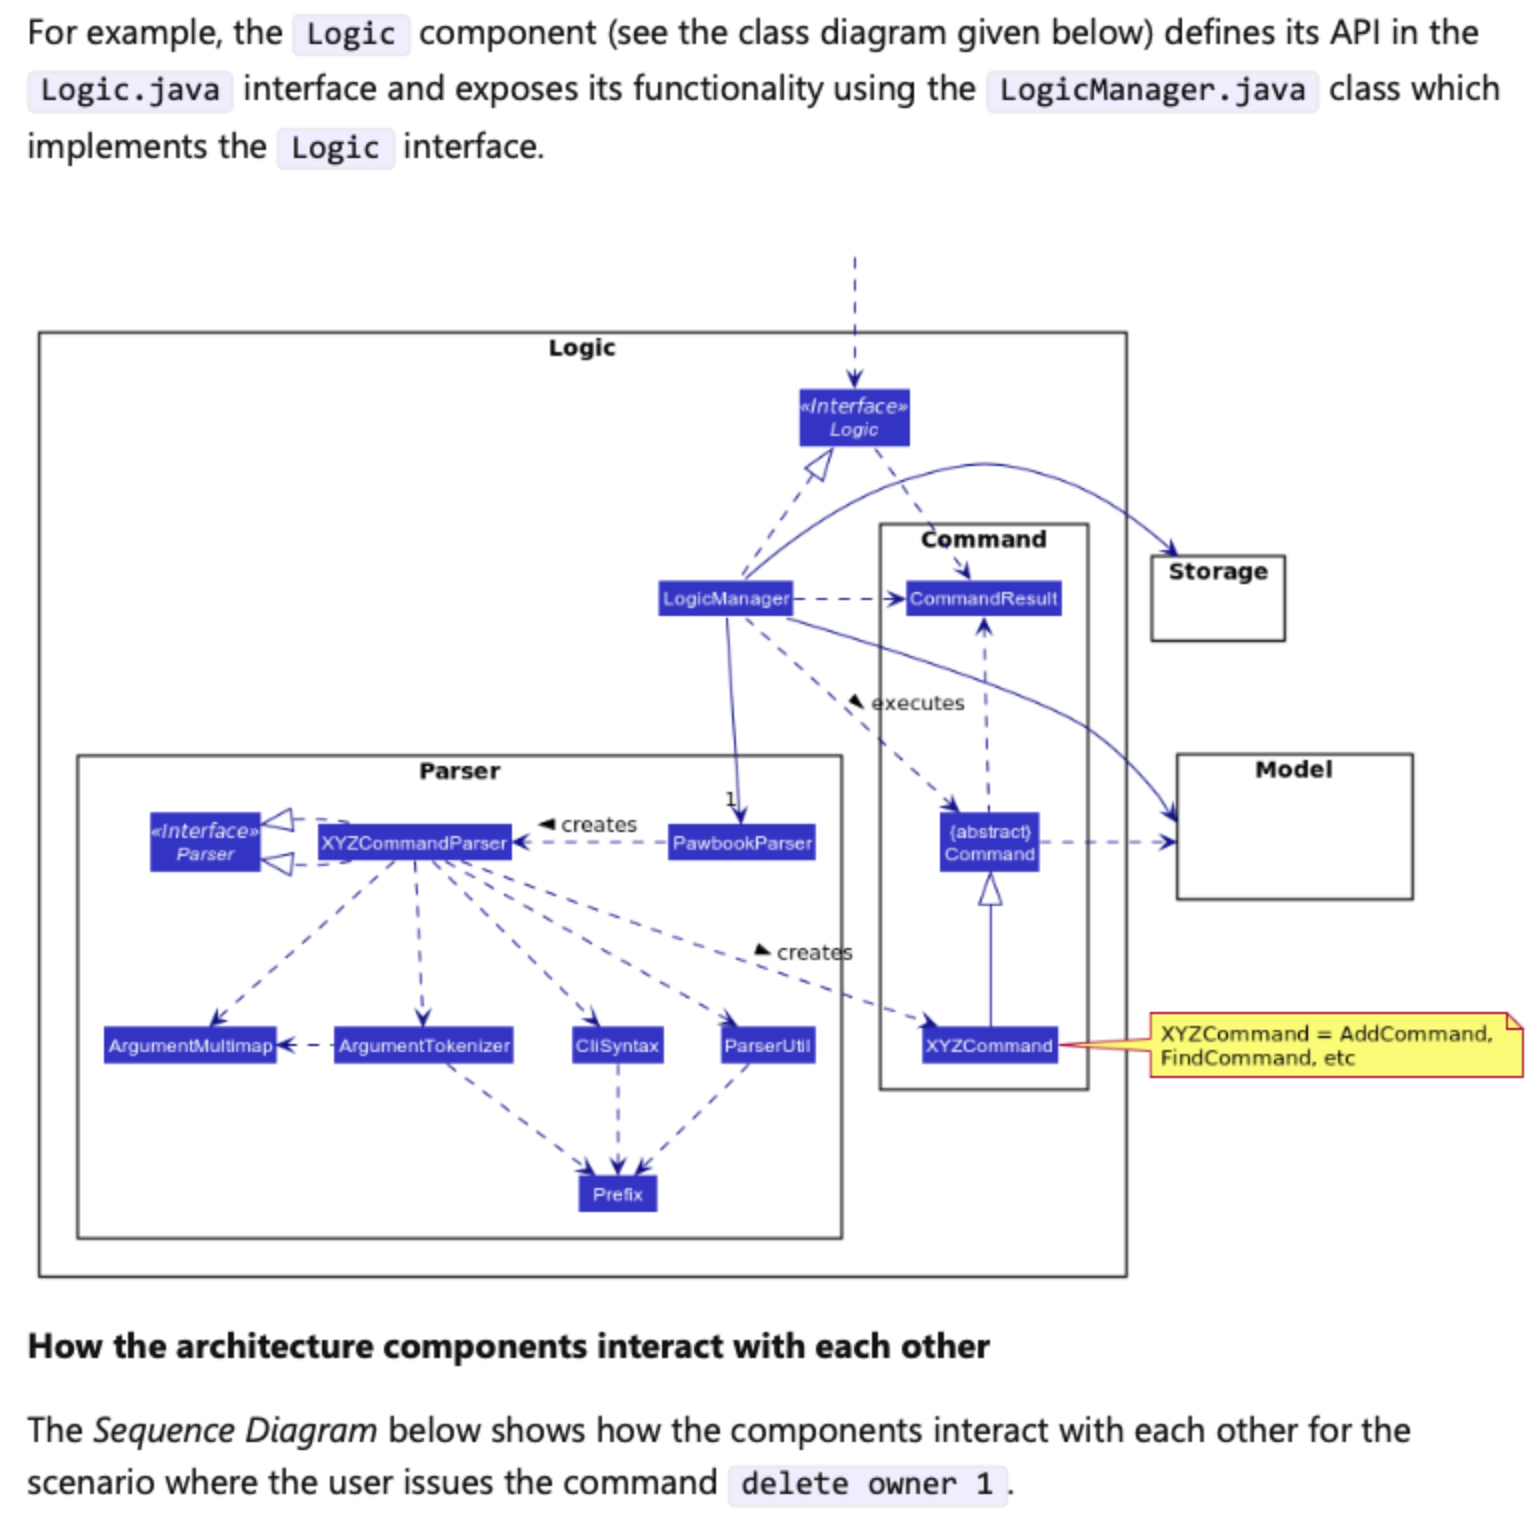 For example, the Logic component (see the class diagram given below) defines its API in the
Logic.java interface and exposes its functionality using the LogicManager.java class which
implements the Logic interface.
Logic
«Interface»
Logic
Command
Storage
LogicManager
CommandResult
executes
Parser
Model
1
«Interface»
Parser
XYZCommandParser
creates
PawbookParser
{abstract}
Command
creates
ArgumentMultimap
ArgumentTokenizer
CliSyntax
ParserUtil
XYZCommand
XYZCommand = AddCommand,
FindCommand, etc
Prefix
How the architecture components interact with each other
The Sequence Diagram below shows how the components interact with each other for the
scenario where the user issues the command delete owner 1.